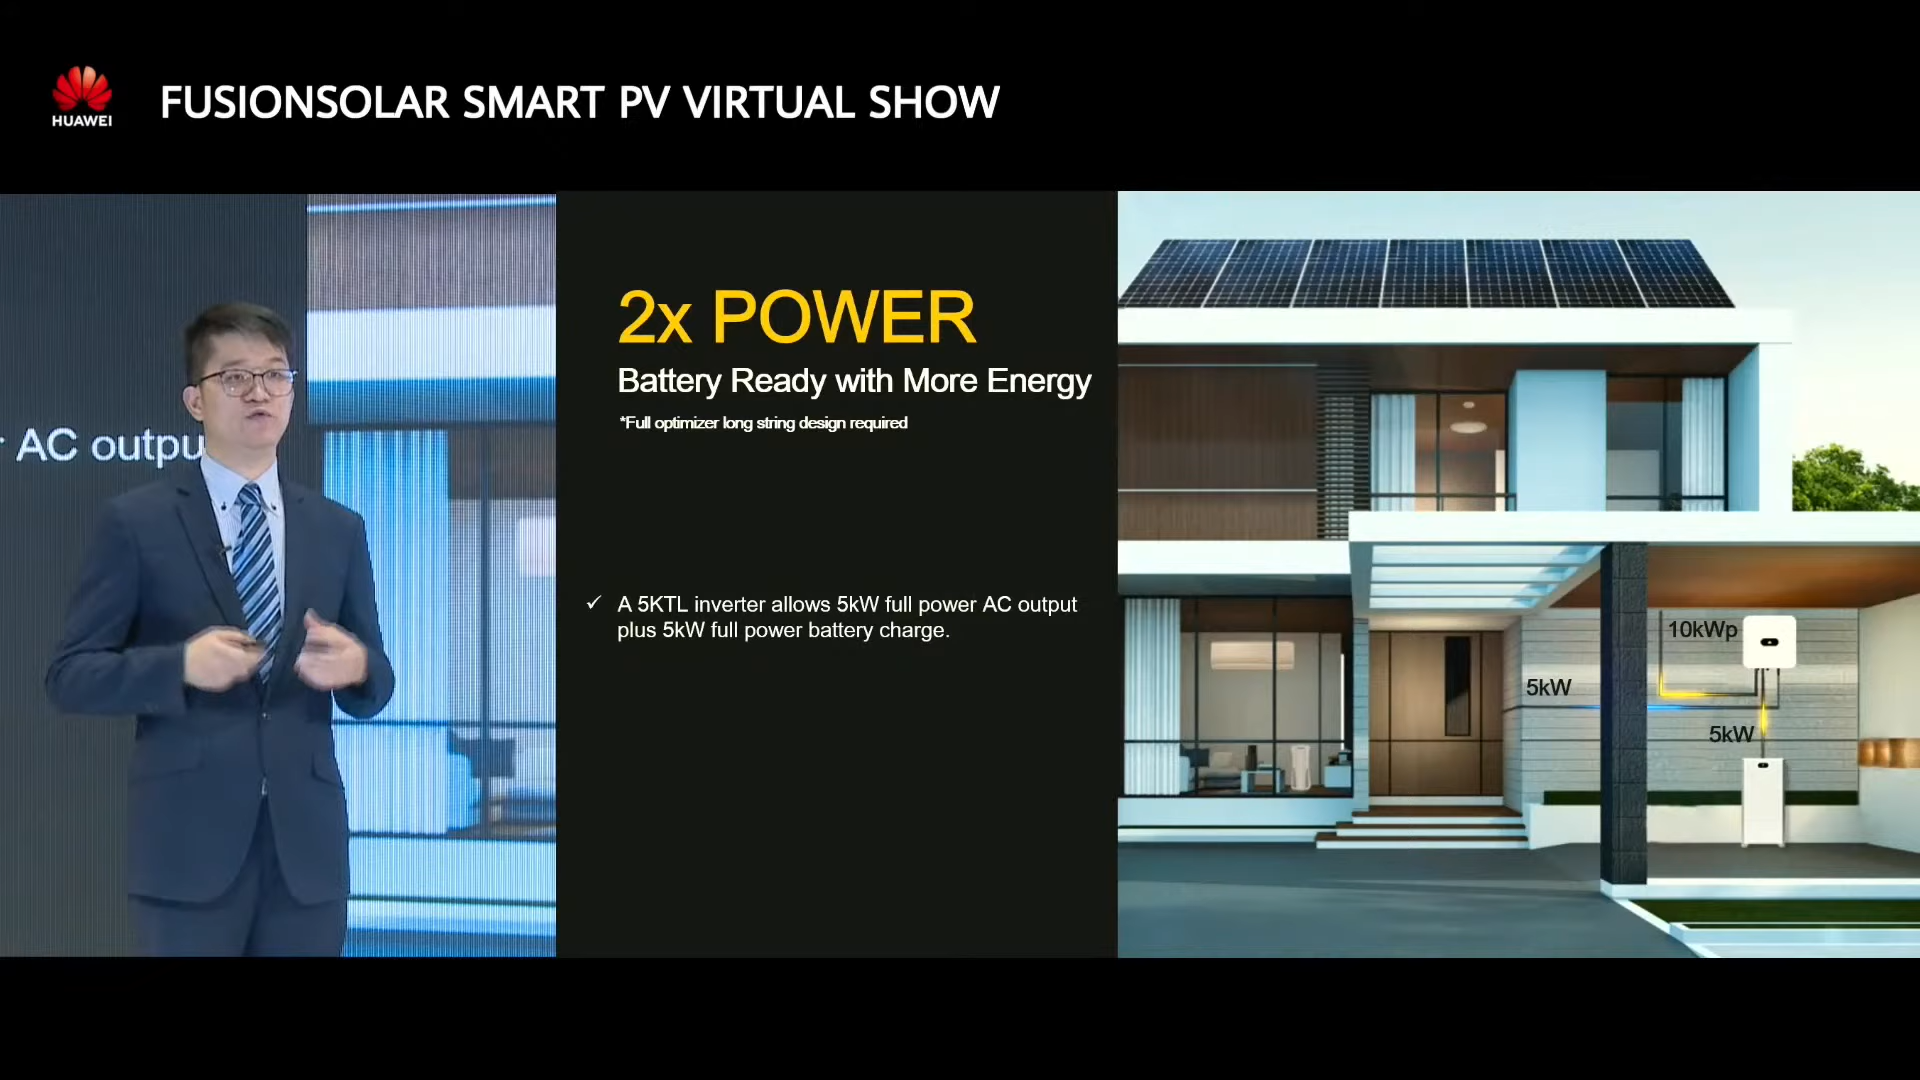 HUAWEI
FUSIONSOLAR SMART PV VIRTUAL SHOW
AC outpu
2x POWER
Battery Ready with More Energy
*Full optimizer long string design required
✓ A 5KTL inverter allows 5kW full power AC output
plus 5kW full power battery charge.
10kWp
5kW
5kW